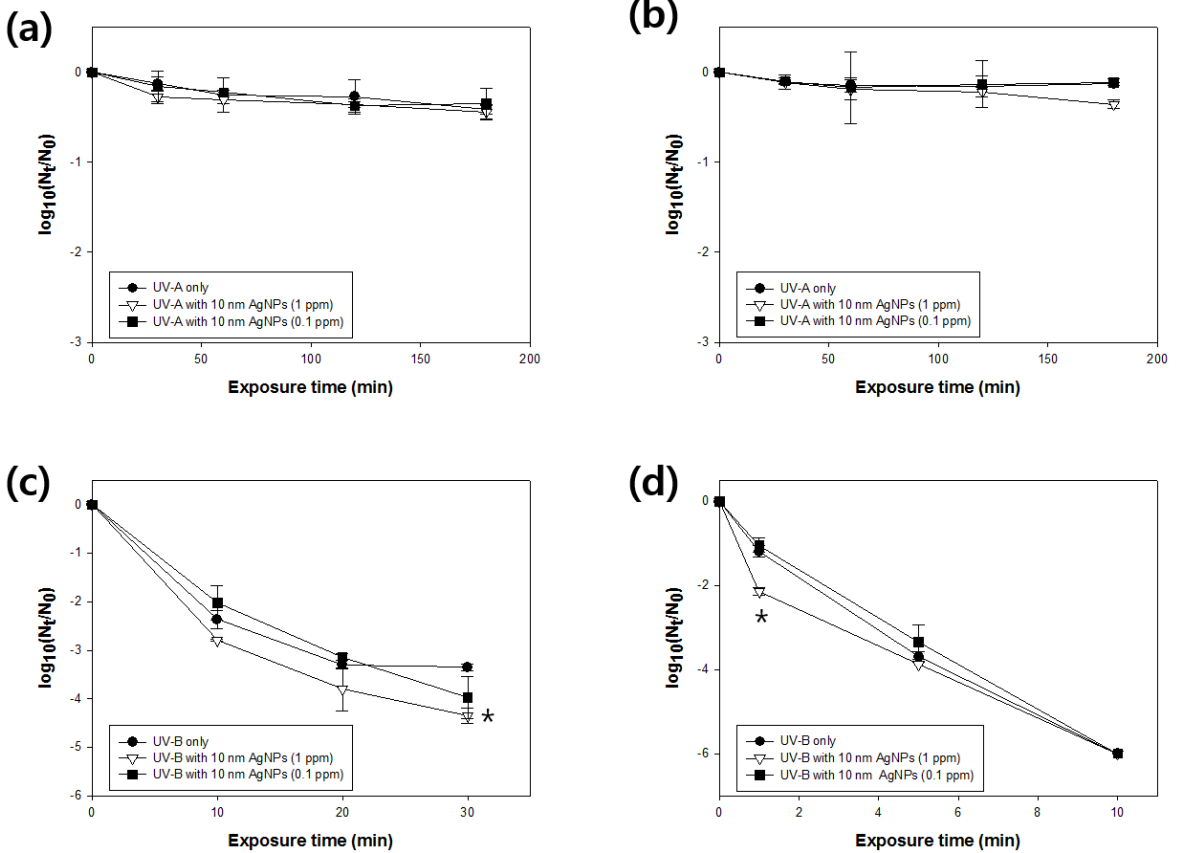 (a)
log10(Nt/N0)
0
-1
-2
-3
UV-A only
UV-A with 10 nm AgNPs (1 ppm)
UV-A with 10 nm AgNPs (0.1 ppm)
0 50 100 150 200
Exposure time (min)
(b)
log10(Nt/N0)
0
-1
-2
-3
UV-A only
UV-A with 10 nm AgNPs (1 ppm)
UV-A with 10 nm AgNPs (0.1 ppm)
0 50 100 150 200
Exposure time (min)
(c)
log10(Nt/N0)
0
-1
-2
-3
-4
-5
-6
*
UV-B only
UV-B with 10 nm AgNPs (1 ppm)
UV-B with 10 nm AgNPs (0.1 ppm)
0 10 20 30
Exposure time (min)
(d)
log10(Nt/N0)
0
-2
-4
-6
*
UV-B only
UV-B with 10 nm AgNPs (1 ppm)
UV-B with 10 nm AgNPs (0.1 ppm)
0 2 4 6 8 10
Exposure time (min)